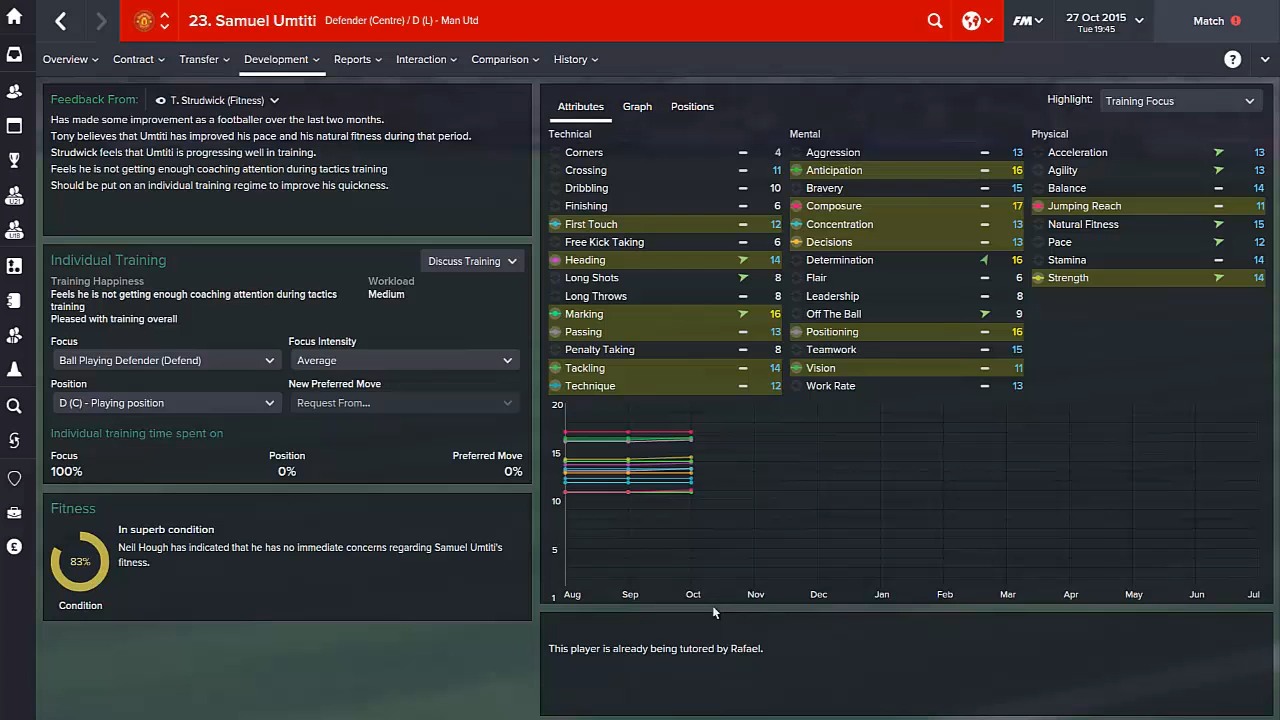 23. Samuel Umtiti
Defender (Centre) / D (L) - Man Utd
FM
27 Oct 2015
Tue 19:45
Match
Overview
Contract
Transfer
Development
Reports
Interaction
Comparison
History
?
Feedback From: T. Strudwick (Fitness)
Has made some improvement as a footballer over the last two months.
Tony believes that Umtiti has improved his pace and his natural fitness during that period.
Strudwick feels that Umtiti is progressing well in training.
Feels he is not getting enough coaching attention during tactics training
Should be put on an individual training regime to improve his quickness.
Individual Training
Discuss Training
Training Happiness
Feels he is not getting enough coaching attention during tactics
training
Pleased with training overall
Workload
Medium
Focus
Ball Playing Defender (Defend)
Focus Intensity
Average
Position
D (C) - Playing position
New Preferred Move
Request From...
Individual training time spent on
Focus
100%
Position
0%
Preferred Move
0%
Fitness
83%
Condition
In superb condition
Neil Hough has indicated that he has no immediate concerns regarding Samuel Umtiti's
fitness.
Attributes
Graph
Positions
Highlight: Training Focus
Technical
Corners 4
Crossing 11
Dribbling 10
Finishing 6
First Touch 12
Free Kick Taking 6
Heading 14
Long Shots 8
Long Throws 8
Marking 16
Passing 13
Penalty Taking 8
Tackling 14
Technique 12
Mental
Aggression 13
Anticipation 16
Bravery 15
Composure 17
Concentration 13
Decisions 13
Determination 16
Flair 6
Leadership 8
Off The Ball 9
Positioning 16
Teamwork 15
Vision 11
Work Rate 13
Physical
Acceleration 13
Agility 13
Balance 14
Jumping Reach 11
Natural Fitness 15
Pace 12
Stamina 14
Strength 14
20
15
10
5
1
Aug Sep Oct Nov Dec Jan Feb Mar Apr May Jun Jul
This player is already being tutored by Rafael.
U21
U18
£